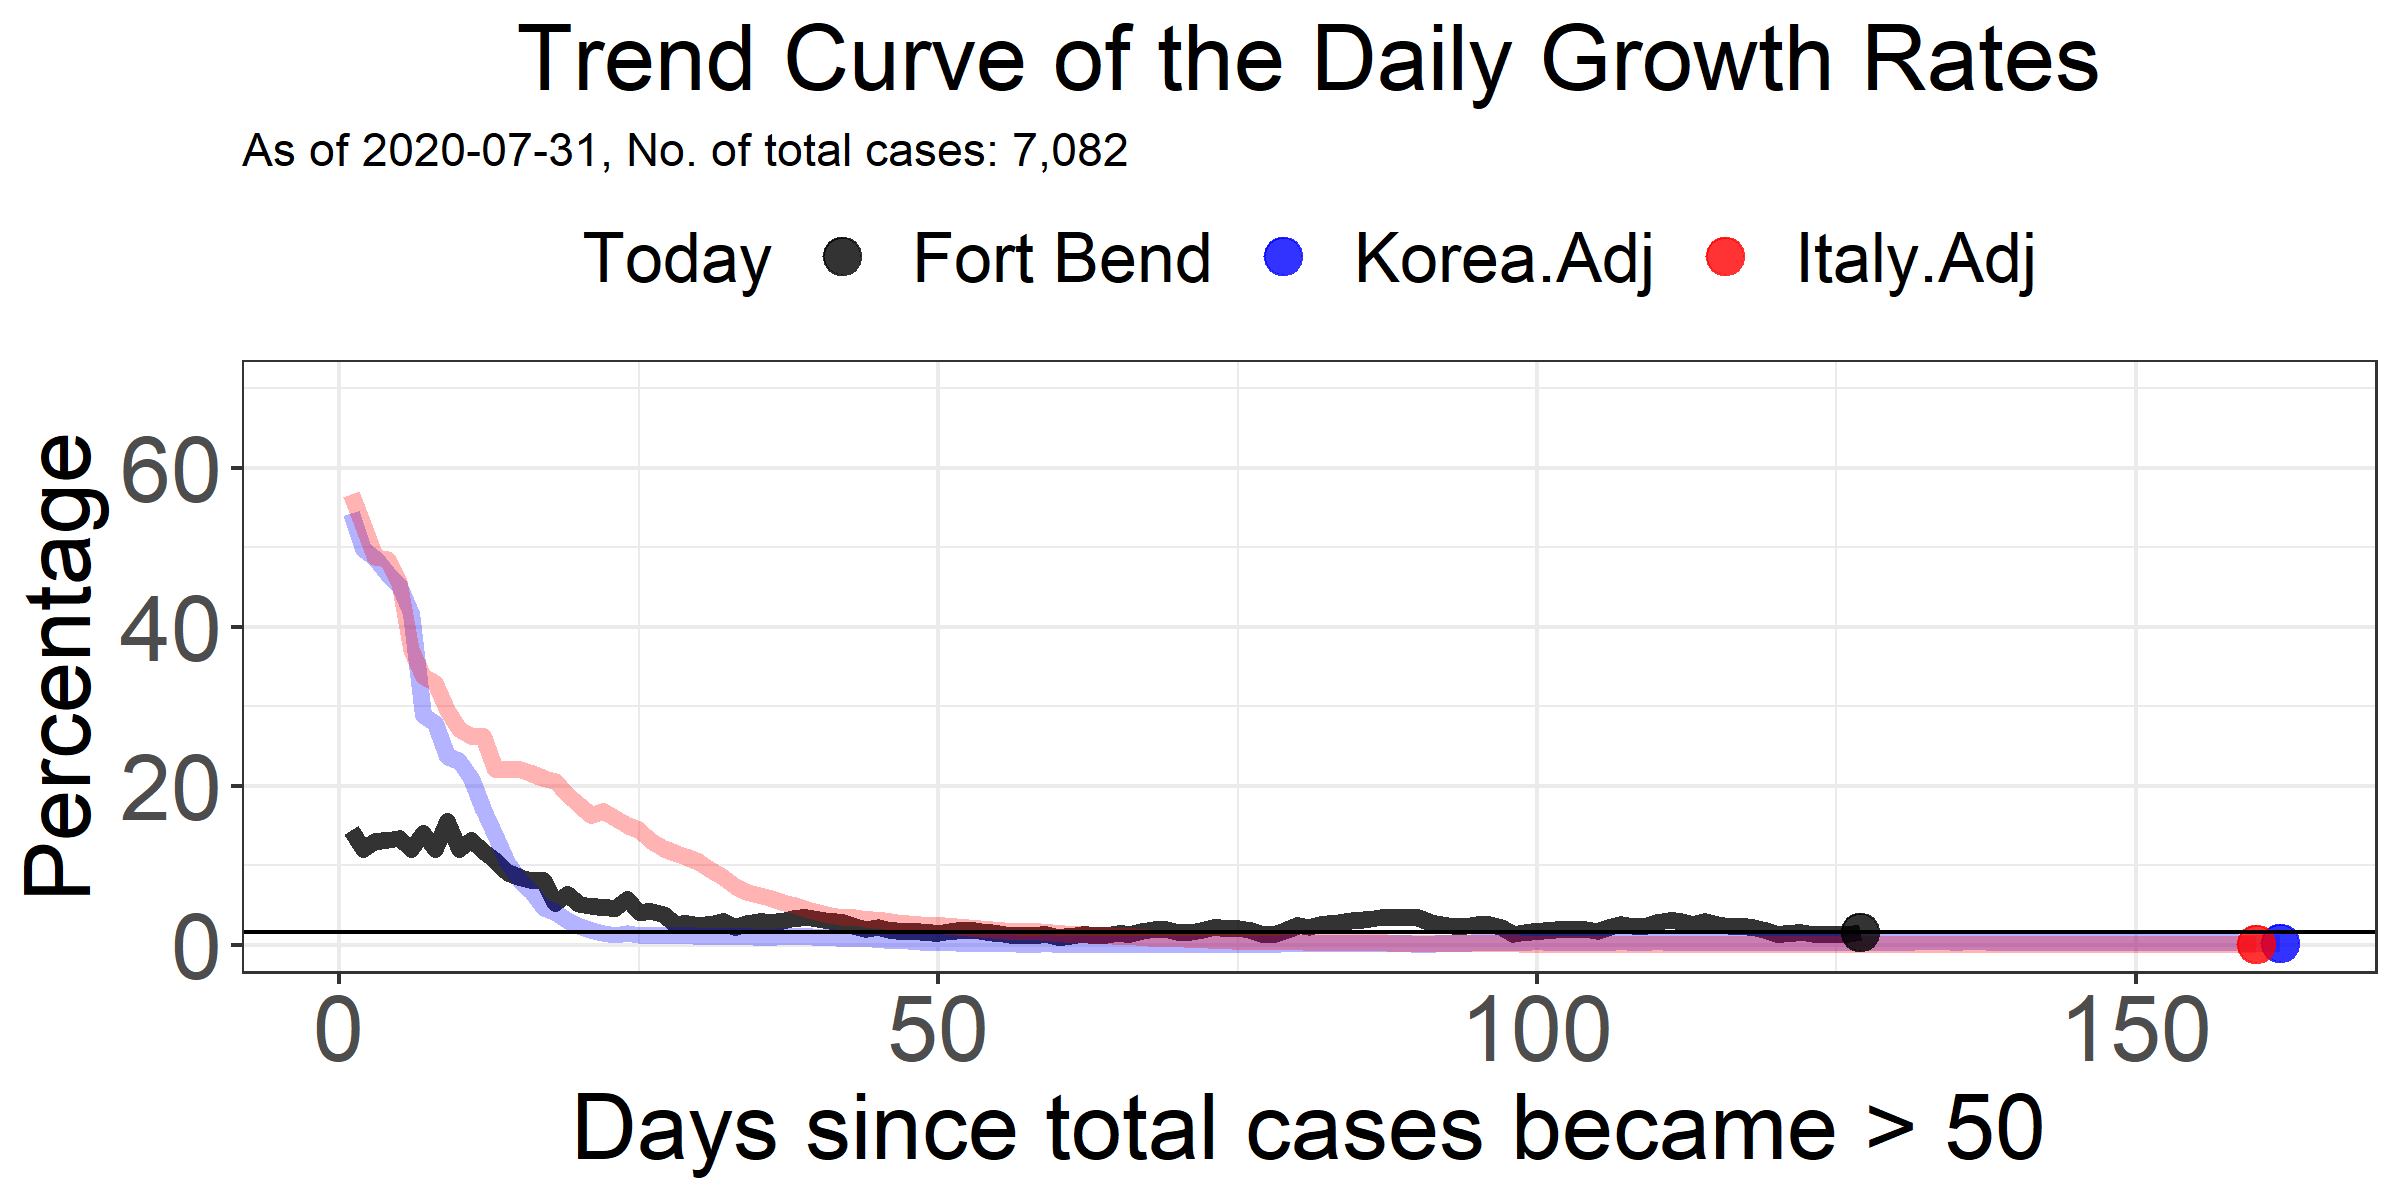 Trend Curve of the Daily Growth Rates
As of 2020-07-31, No. of total cases: 7,082
Today Fort Bend Korea.Adj Italy.Adj
Percentage
60
40
20
0
0 50 100 150
Days since total cases became > 50